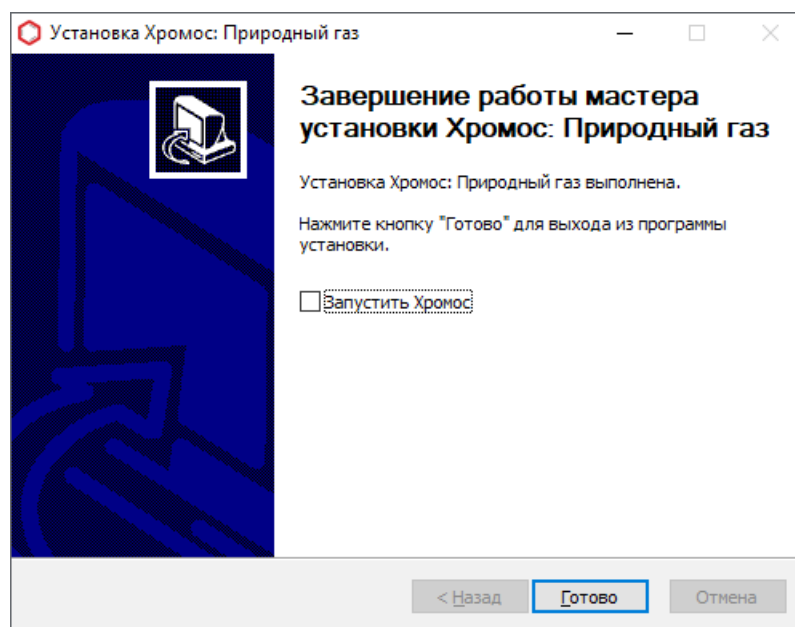 Установка Хромос: Природный газ
Завершение работы мастера
установки Хромос: Природный газ
Установка Хромос: Природный газ выполнена.
Нажмите кнопку "Готово" для выхода из программы
установки.
Запустить Хромос
< Назад
Готово
Отмена